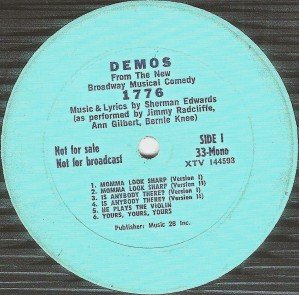 DEMOS
From The New
Broadway Musical Comedy
1776
Music & Lyrics by Sherman Edwards
(as performed by Jimmy Radcliffe,
Ann Gilbert, Bernie Knee)
Not for sale
Not for broadcast
SIDE I
33-Mono
XTV 144593
1. MOMMA LOOK SHARP (Version I)
2. MOMMA LOOK SHARP (Version II)
3. IS ANYBODY THERE? (Version I)
4. IS ANYBODY THERE? (Version II)
5. HE PLAYS THE VIOLIN
6. YOURS, YOURS, YOURS
Publisher: Music 28 Inc.